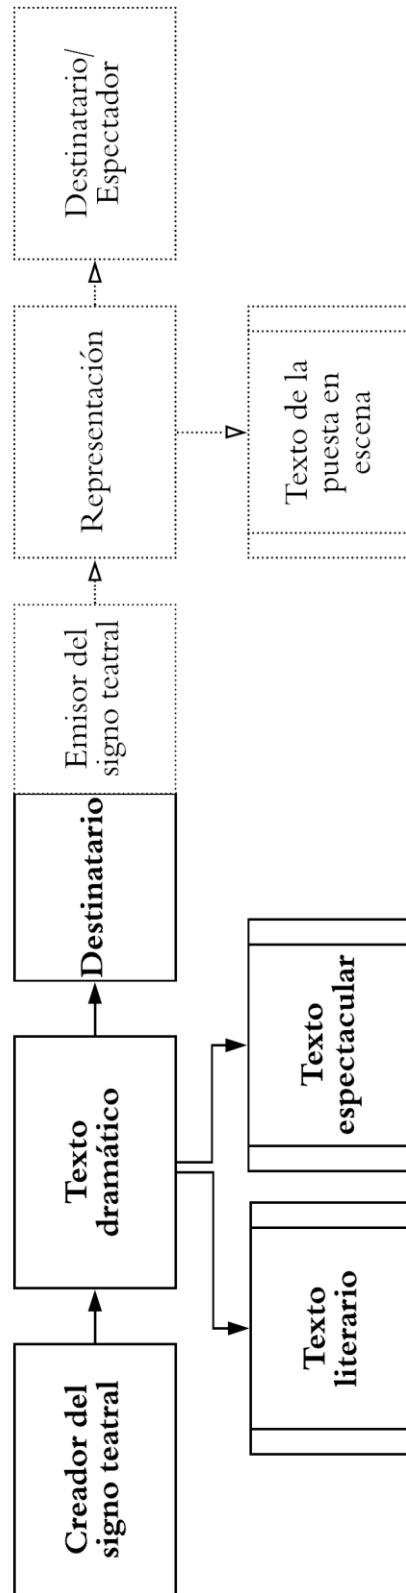 Creador del
signo teatral
Texto
dramático
Destinatario
Emisor del
signo teatral
Representación
Destinatario/
Espectador
Texto
literario
Texto
espectacular
Texto de la
puesta en
escena